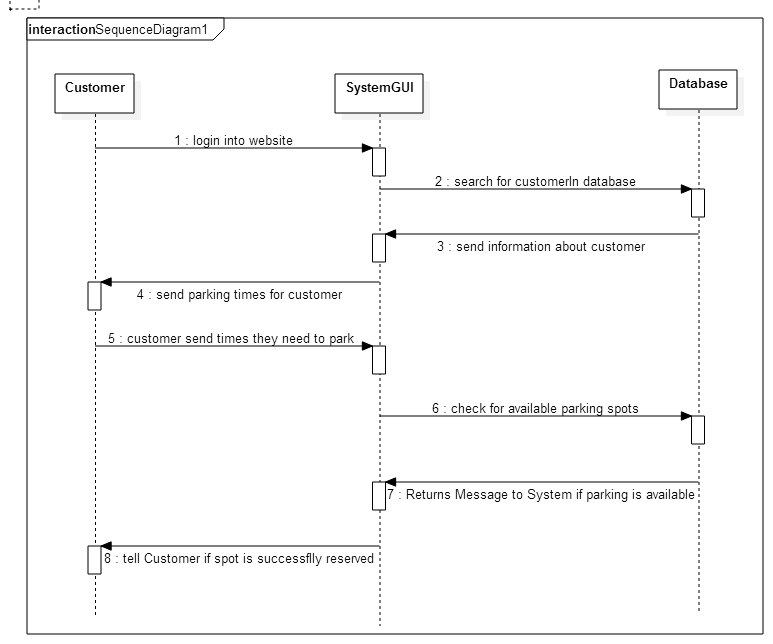 interactionSequenceDiagram1
Customer
SystemGUI
Database
1 : login into website
2 : search for customerIn database
3 : send information about customer
4 : send parking times for customer
5 : customer send times they need to park
6 : check for available parking spots
7 : Returns Message to System if parking is available
8 : tell Customer if spot is successflly reserved